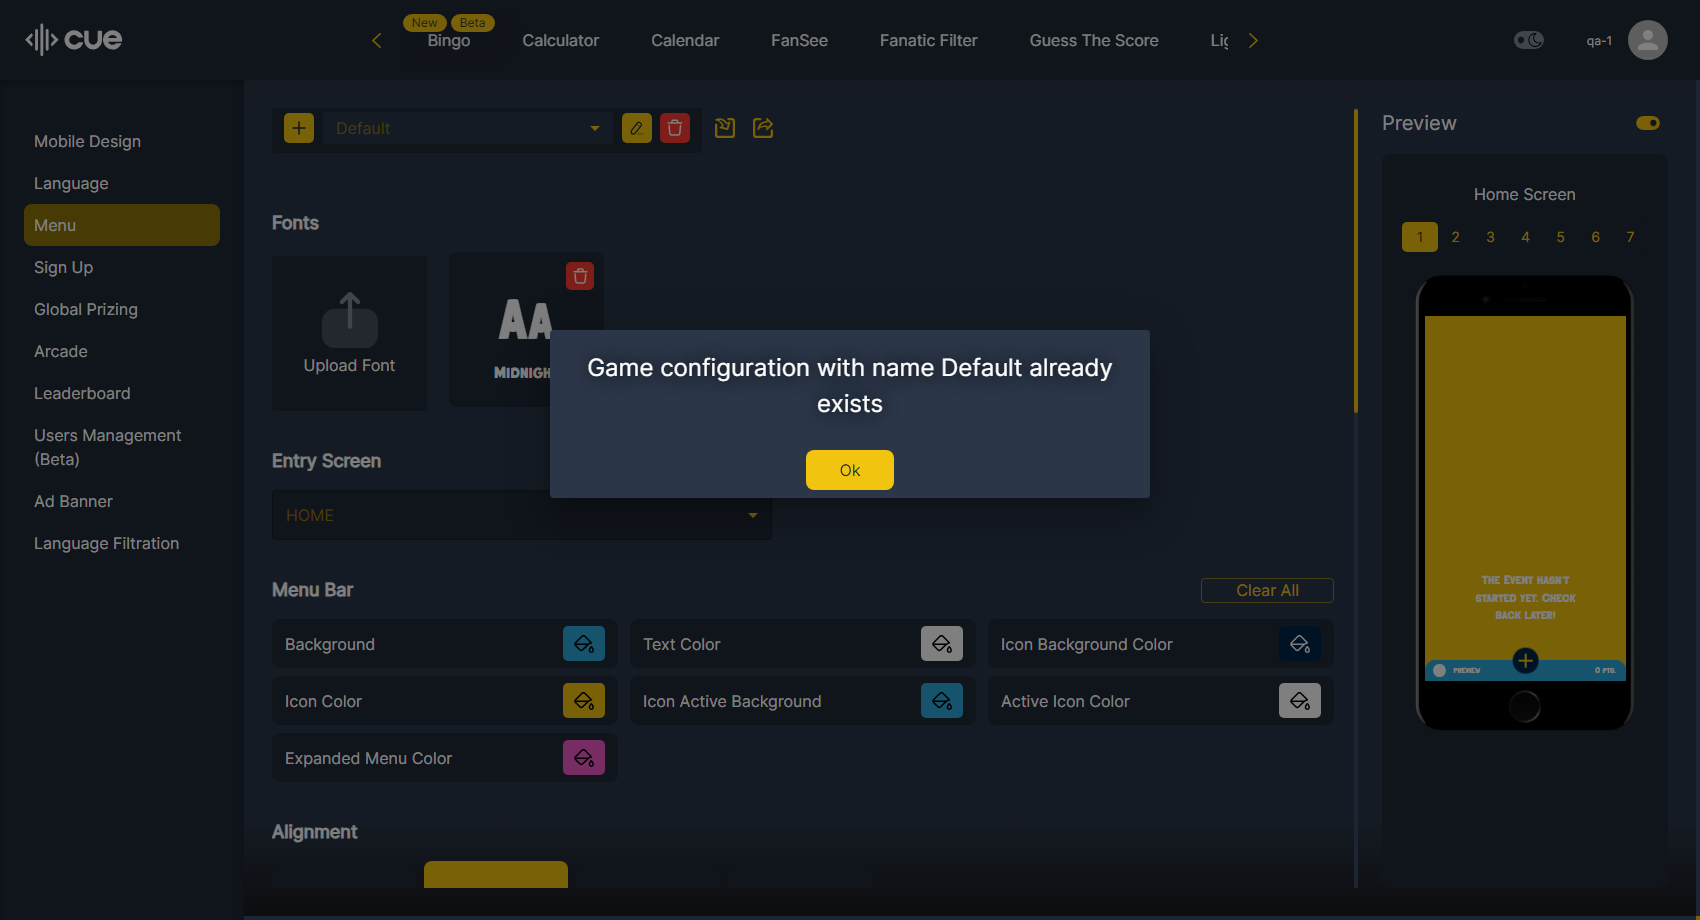 cue
New
Beta
Bingo
Calculator
Calendar
FanSee
Fanatic Filter
Guess The Score
qa-1
Mobile Design
Language
Menu
Sign Up
Global Prizing
Arcade
Leaderboard
Users Management
(Beta)
Ad Banner
Language Filtration
Default
Fonts
Upload Font
AA
Entry Screen
HOME
Game configuration with name Default already
exists
Ok
Menu Bar
Clear All
Background
Text Color
Icon Background Color
Icon Color
Icon Active Background
Active Icon Color
Expanded Menu Color
Alignment
Preview
Home Screen
1 2 3 4 5 6 7
The Event hasn't
started yet. Check
back later!
PREVIEW
0 PTS.